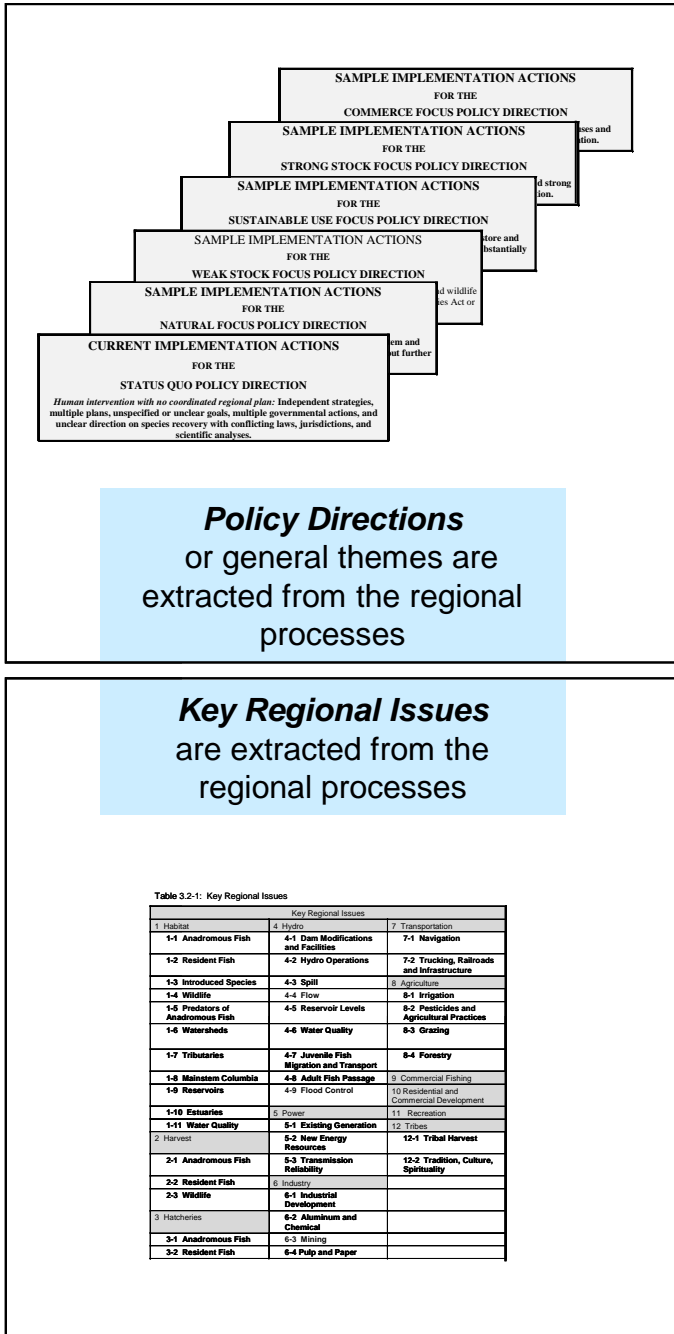 SAMPLE IMPLEMENTATION ACTIONS
FOR THE
COMMERCE FOCUS POLICY DIRECTION
uses and
SAMPLE IMPLEMENTATION ACTIONS
FOR THE
STRONG STOCK FOCUS POLICY DIRECTION
d strong
SAMPLE IMPLEMENTATION ACTIONS
FOR THE
SUSTAINABLE USE FOCUS POLICY DIRECTION
store and
bstantially
SAMPLE IMPLEMENTATION ACTIONS
FOR THE
WEAK STOCK FOCUS POLICY DIRECTION
nd wildlife
ies Act or
SAMPLE IMPLEMENTATION ACTIONS
FOR THE
NATURAL FOCUS POLICY DIRECTION
em and
out further
CURRENT IMPLEMENTATION ACTIONS
FOR THE
STATUS QUO POLICY DIRECTION
Human intervention with no coordinated regional plan: Independent strategies,
multiple plans, unspecified or unclear goals, multiple governmental actions, and
unclear direction on species recovery with conflicting laws, jurisdictions, and
scientific analyses.
Policy Directions
or general themes are
extracted from the regional
processes
Key Regional Issues
are extracted from the
regional processes
Table 3.2-1: Key Regional Issues
Key Regional Issues
1 Habitat 4 Hydro 7 Transportation
1-1 Anadromous Fish 4-1 Dam Modifications and Facilities 7-1 Navigation
1-2 Resident Fish 4-2 Hydro Operations 7-2 Trucking, Railroads and Infrastructure
1-3 Introduced Species 4-3 Spill 8 Agriculture
1-4 Wildlife 4-4 Flow 8-1 Irrigation
1-5 Predators of Anadromous Fish 4-5 Reservoir Levels 8-2 Pesticides and Agricultural Practices
1-6 Watersheds 4-6 Water Quality 8-3 Grazing
1-7 Tributaries 4-7 Juvenile Fish Migration and Transport 8-4 Forestry
1-8 Mainstem Columbia 4-8 Adult Fish Passage 9 Commercial Fishing
1-9 Reservoirs 4-9 Flood Control 10 Residential and Commercial Development
1-10 Estuaries 5 Power 11 Recreation
1-11 Water Quality 5-1 Existing Generation 12 Tribes
2 Harvest 5-2 New Energy Resources 12-1 Tribal Harvest
2-1 Anadromous Fish 5-3 Transmission Reliability 12-2 Tradition, Culture, Spirituality
2-2 Resident Fish 6 Industry
2-3 Wildlife 6-1 Industrial Development
3 Hatcheries 6-2 Aluminum and Chemical
3-1 Anadromous Fish 6-3 Mining
3-2 Resident Fish 6-4 Pulp and Paper